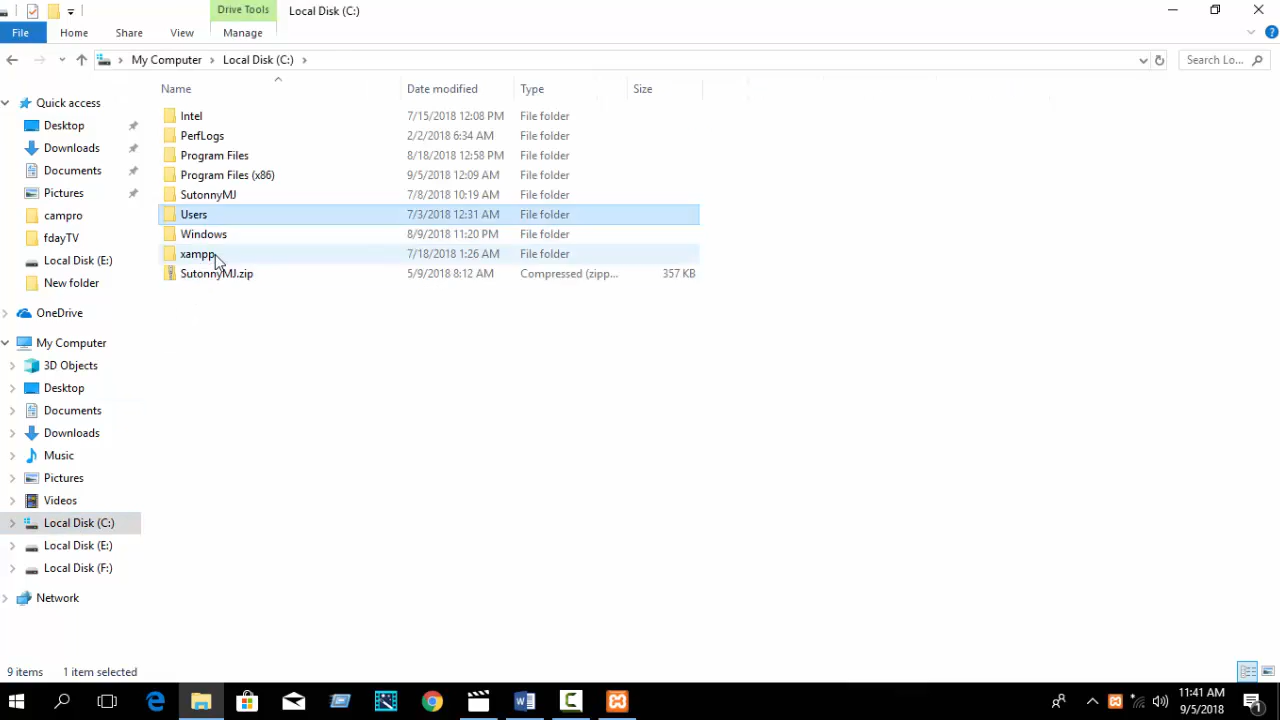 Drive Tools
Local Disk (C:)
File Home Share View Manage
My Computer Local Disk (C:)
Search Lo...
Name Date modified Type Size
Quick access
Desktop
Downloads
Documents
Pictures
campro
fdayTV
Local Disk (E:)
New folder
OneDrive
My Computer
3D Objects
Desktop
Documents
Downloads
Music
Pictures
Videos
Local Disk (C:)
Local Disk (E:)
Local Disk (F:)
Network
Intel 7/15/2018 12:08 PM File folder
PerfLogs 2/2/2018 6:34 AM File folder
Program Files 8/18/2018 12:58 PM File folder
Program Files (x86) 9/5/2018 12:09 AM File folder
SutonnyMJ 7/8/2018 10:19 AM File folder
Users 7/3/2018 12:31 AM File folder
Windows 8/9/2018 11:20 PM File folder
xampp 7/18/2018 1:26 AM File folder
SutonnyMJ.zip 5/9/2018 8:12 AM Compressed (zipp... 357 KB
9 items 1 item selected
11:41 AM
9/5/2018